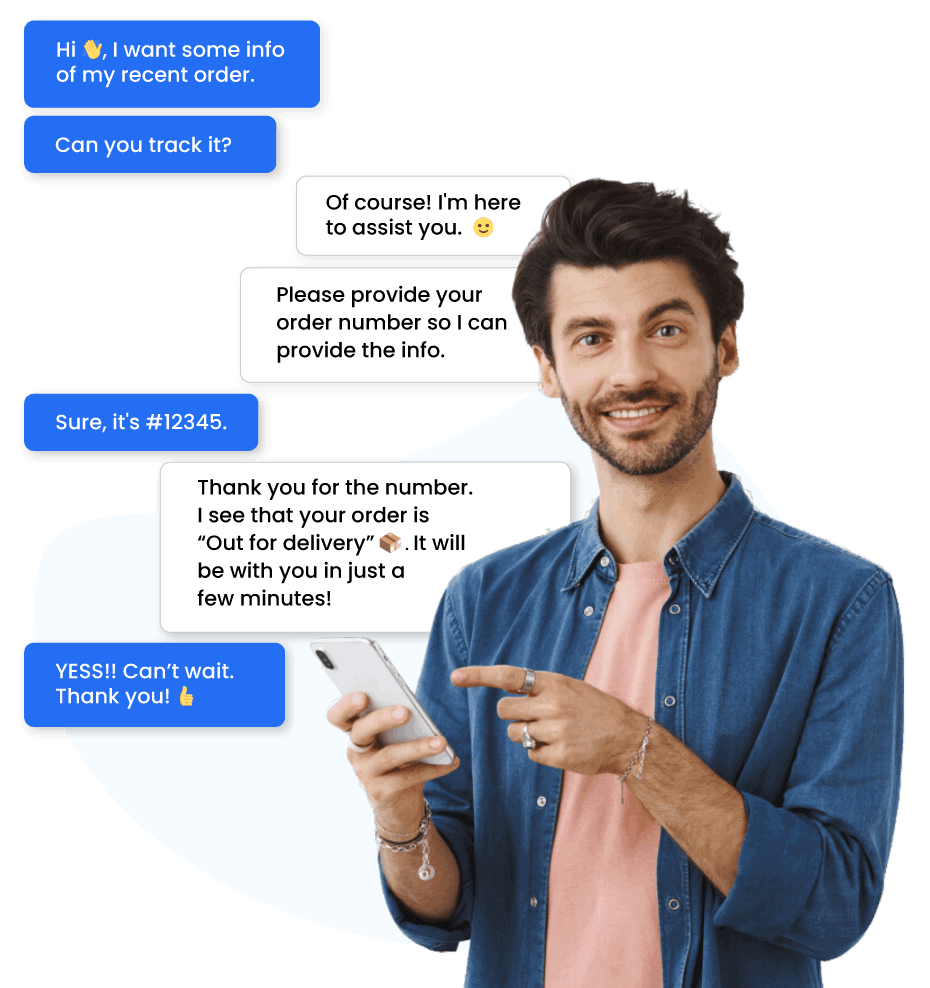 Hi 👋, I want some info
of my recent order.
Can you track it?
Of course! I'm here
to assist you. 🙂
Please provide your
order number so I can
provide the info.
Sure, it's #12345.
Thank you for the number.
I see that your order is
“Out for delivery” 📦. It will
be with you in just a
few minutes!
YESS!! Can’t wait.
Thank you! 👍